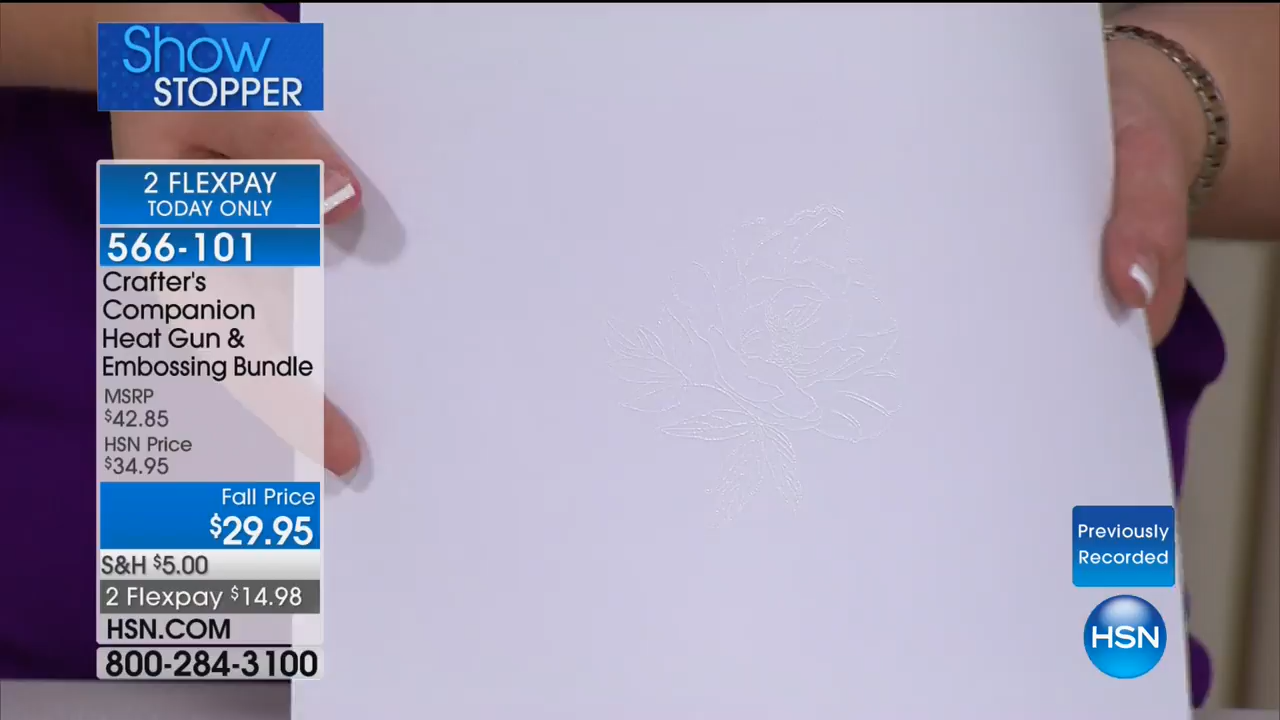 Show
STOPPER
2 FLEXPAY
TODAY ONLY
566-101
Crafter's
Companion
Heat Gun &
Embossing Bundle
MSRP
$42.85
HSN Price
$34.95
Fall Price
$29.95
S&H $5.00
2 Flexpay $14.98
HSN.COM
800-284-3100
Previously
Recorded
HSN